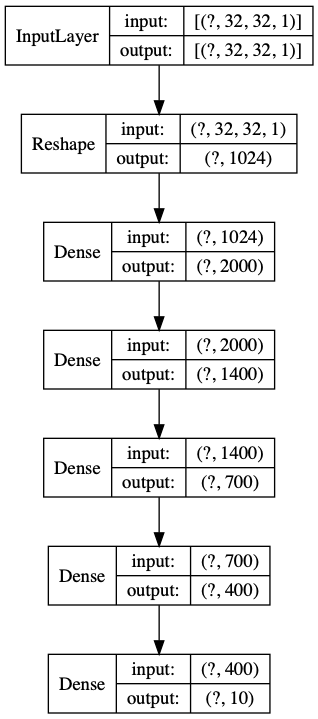 InputLayer
input: [(?, 32, 32, 1)]
output: [(?, 32, 32, 1)]
Reshape
input: (?, 32, 32, 1)
output: (?, 1024)
Dense
input: (?, 1024)
output: (?, 2000)
Dense
input: (?, 2000)
output: (?, 1400)
Dense
input: (?, 1400)
output: (?, 700)
Dense
input: (?, 700)
output: (?, 400)
Dense
input: (?, 400)
output: (?, 10)